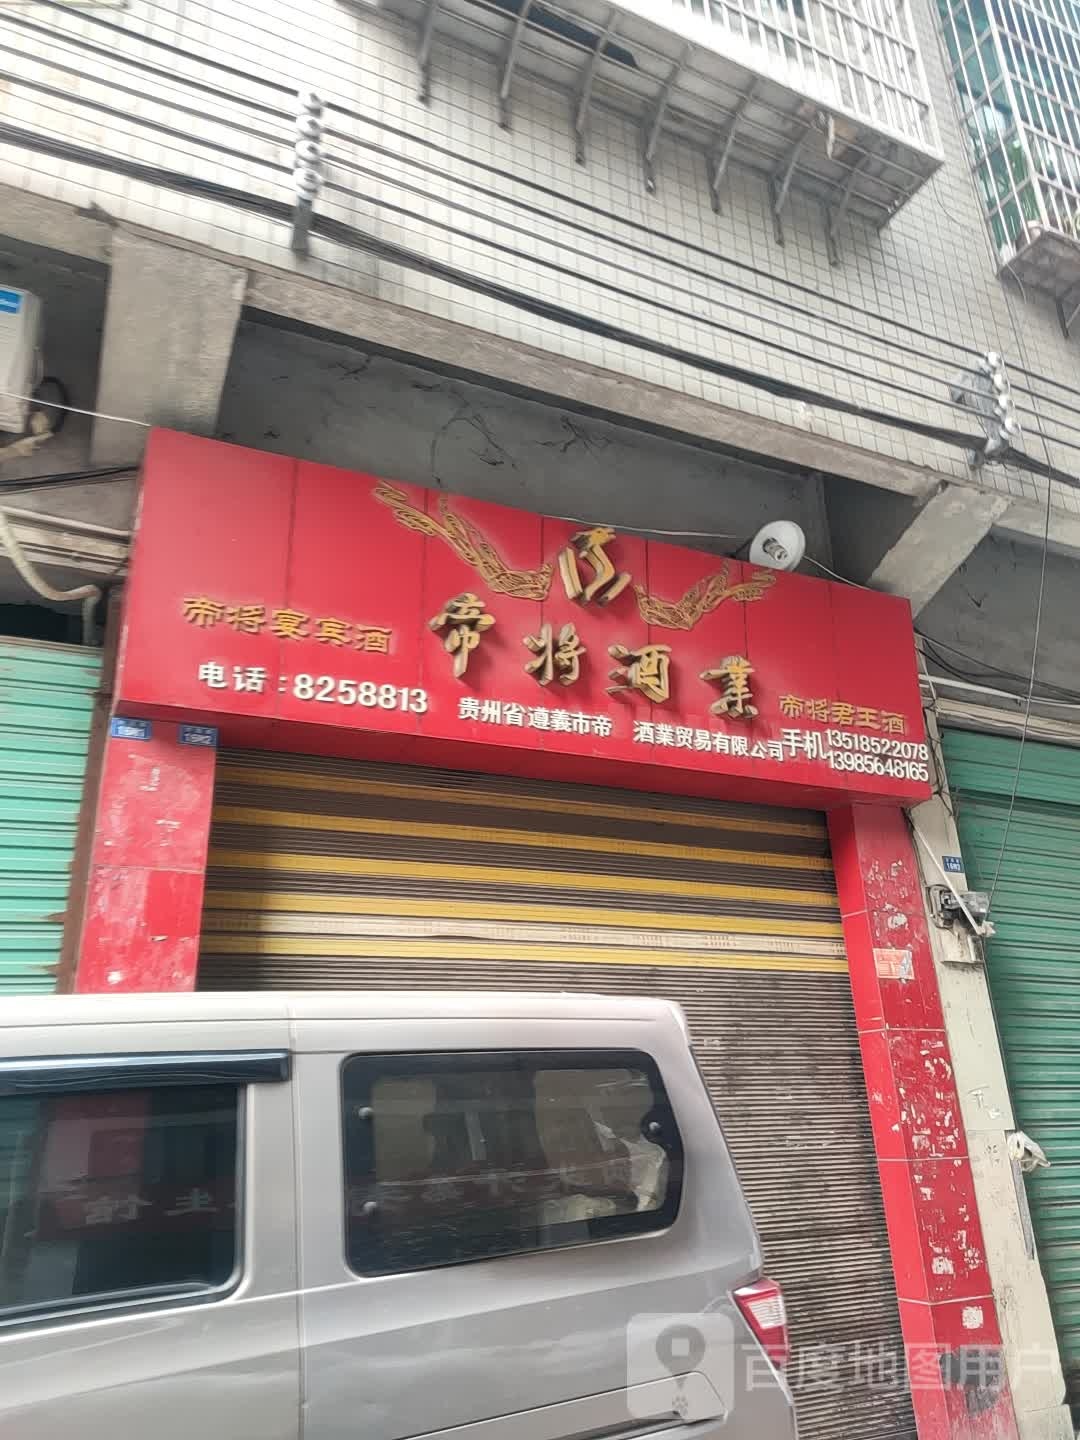 帝将宴宾酒
帝将酒業
帝将君王酒
电话:8258813
贵州省遵義市帝 酒業贸易有限公司
手机13518522078
13985648165
百度地图用户